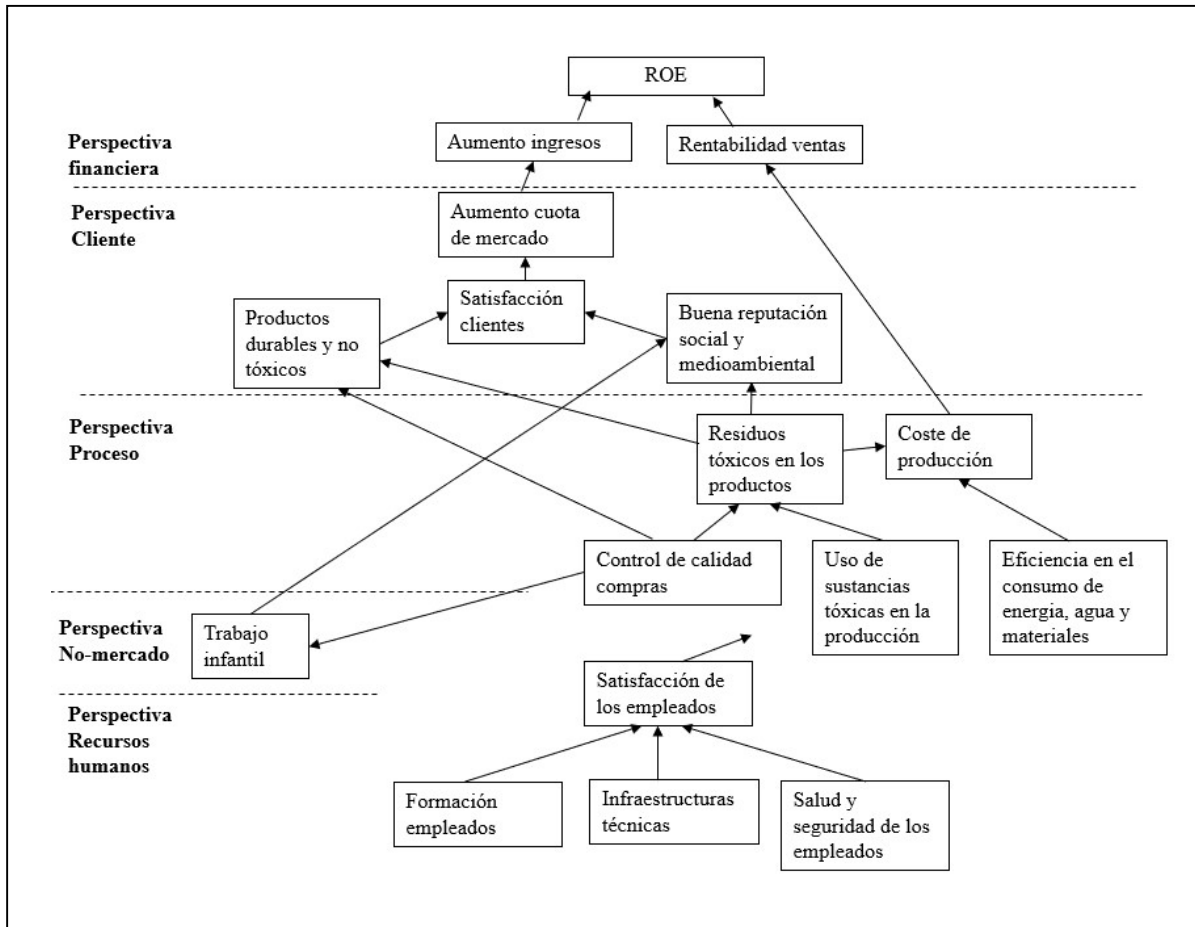 ROE
Perspectiva
financiera
Aumento ingresos
Rentabilidad ventas
Perspectiva
Cliente
Aumento cuota
de mercado
Satisfacción
clientes
Productos
durables y no
tóxicos
Buena reputación
social y
medioambiental
Perspectiva
Proceso
Residuos
tóxicos en los
productos
Coste de
producción
Control de calidad
compras
Uso de
sustancias
tóxicas en la
producción
Eficiencia en el
consumo de
energía, agua y
materiales
Perspectiva
No-mercado
Trabajo
infantil
Satisfacción de
los empleados
Perspectiva
Recursos
humanos
Formación
empleados
Infraestructuras
técnicas
Salud y
seguridad de los
empleados